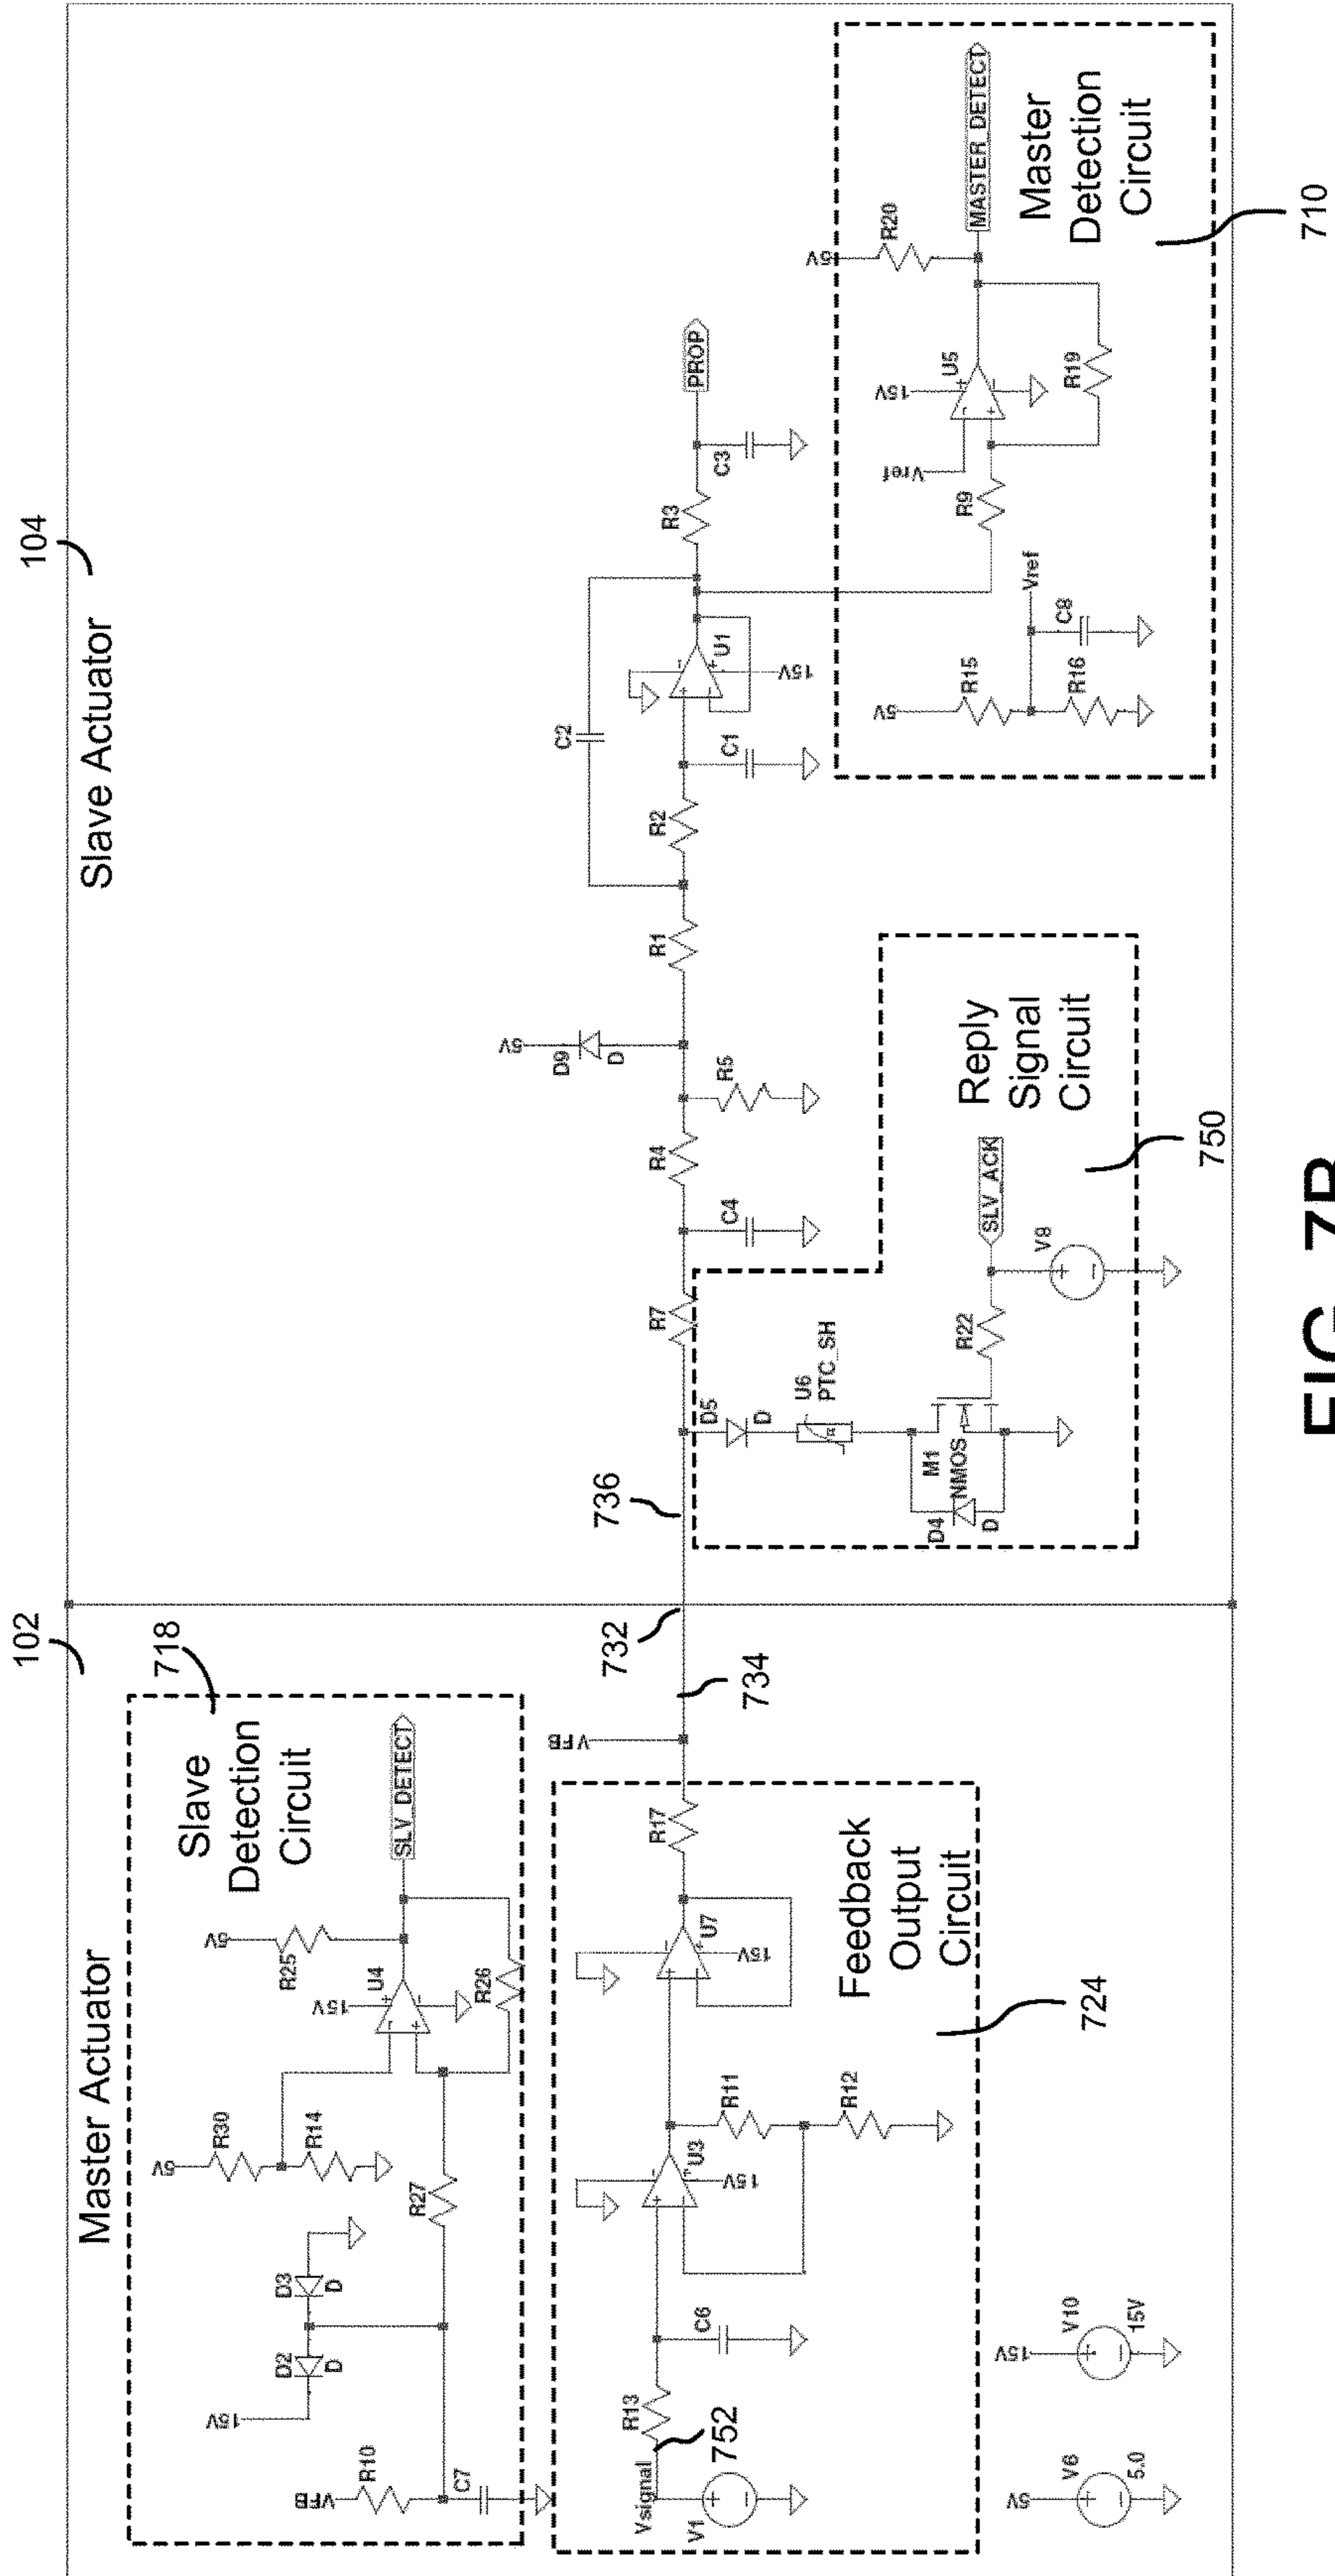 104
Slave Actuator
102
Master Actuator
718
Slave
Detection
Circuit
5V
R30
R14
15V
D2
D
D3
D
VFB
R10
C7
R27
15V
U4
5V
R25
R26
SLV_DETECT
Vsignal
752
V1
R13
C6
U3
15V
R11
R12
U7
15V
R17
VFB
Feedback
Output
Circuit
724
5V
V6
5.0
15V
V10
15V
732
734
736
R7
C4
R4
R5
5V
D9
D
R1
C2
R2
C1
U1
15V
R3
C3
PROP
D5
D
U6
PTC_SH
M1
NMOS
D4
D
R22
SLV_ACK
V9
Reply
Signal
Circuit
750
5V
R15
R16
Vref
C8
R9
Vref
15V
U5
R19
5V
R20
MASTER_DETECT
Master
Detection
Circuit
710